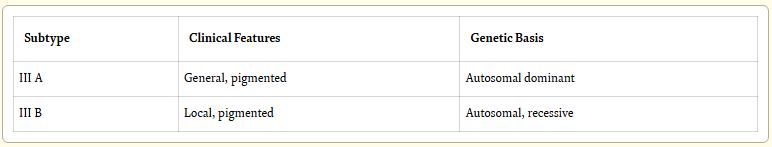 Subtype Clinical Features Genetic Basis
III A General, pigmented Autosomal dominant
III B Local, pigmented Autosomal, recessive